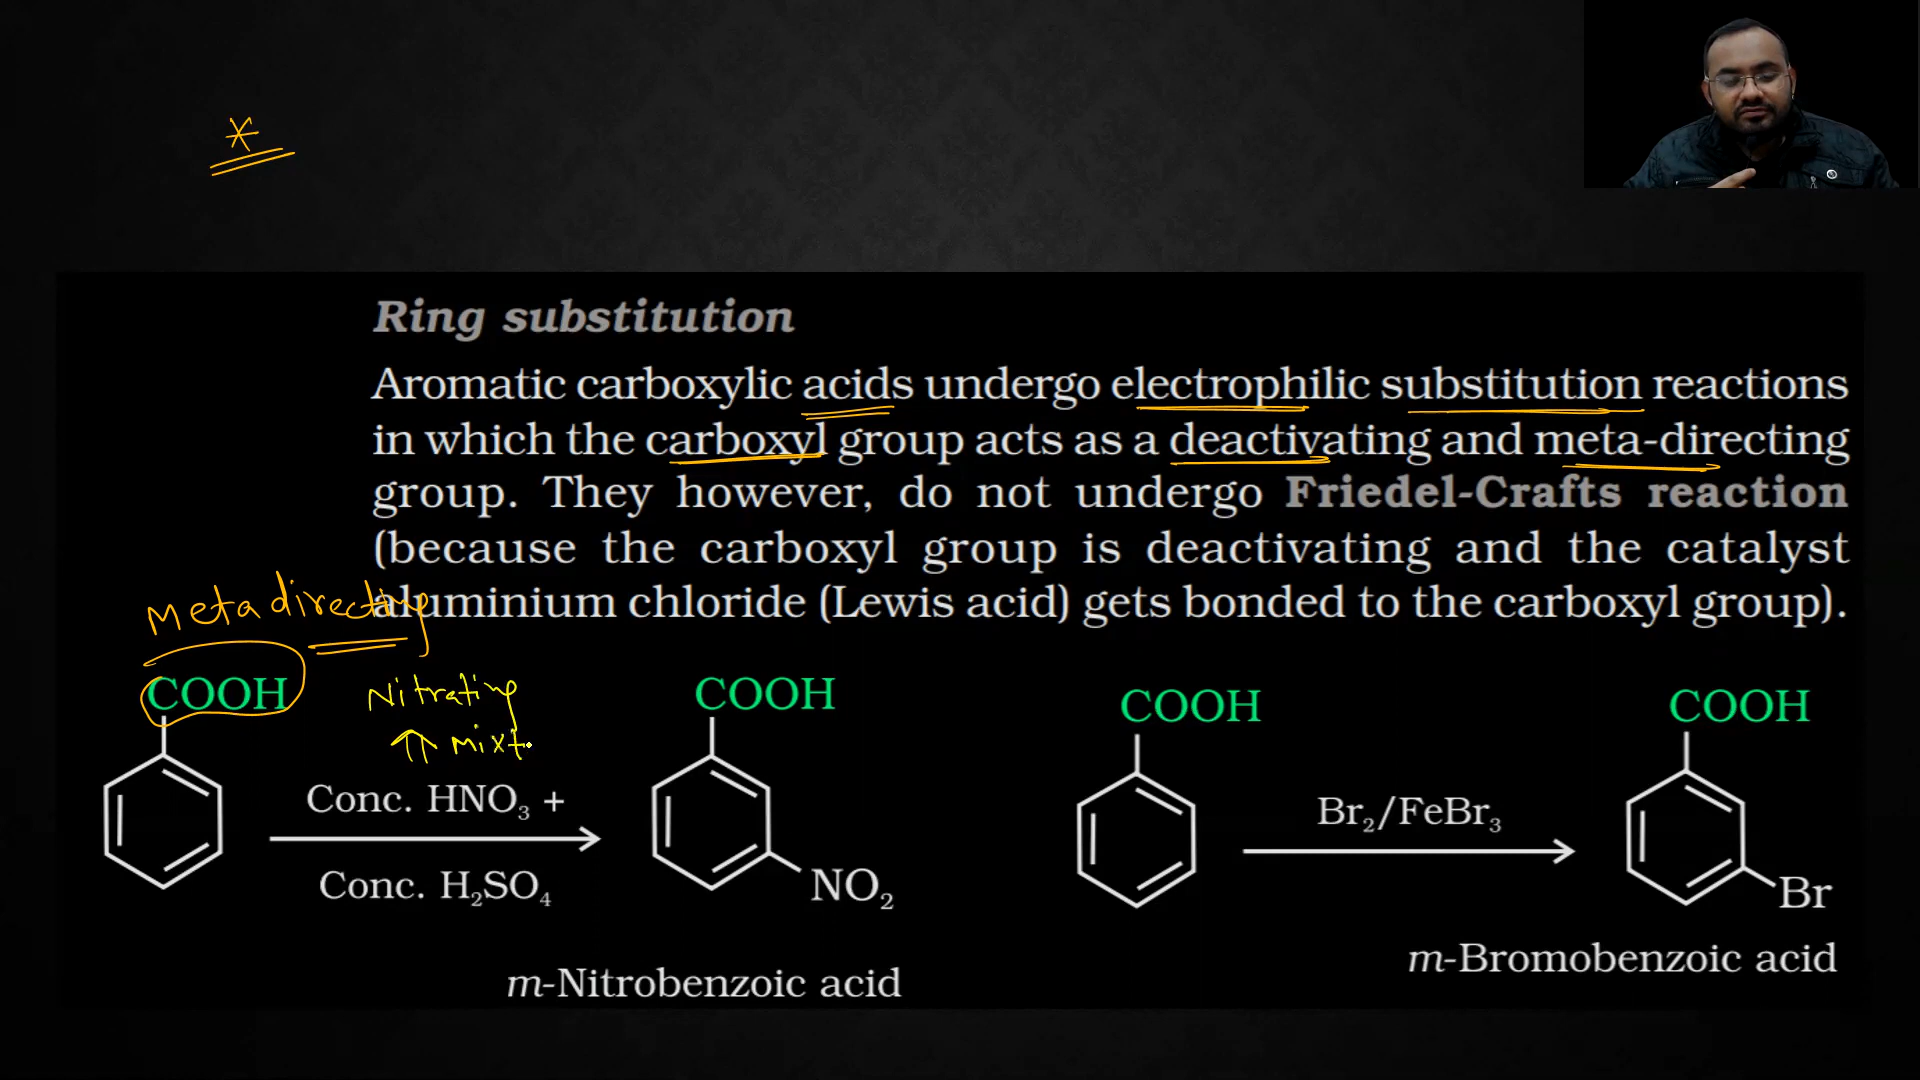 *
Ring substitution
Aromatic carboxylic acids undergo electrophilic substitution reactions
in which the carboxyl group acts as a deactivating and meta-directing
group. They however, do not undergo Friedel-Crafts reaction
(because the carboxyl group is deactivating and the catalyst
aluminium chloride (Lewis acid) gets bonded to the carboxyl group).
Meta directing
COOH
Nitrating
↑↑ mixt.
Conc. HNO₃ +
Conc. H₂SO₄
COOH
NO₂
m-Nitrobenzoic acid
COOH
Br₂/FeBr₃
COOH
Br
m-Bromobenzoic acid